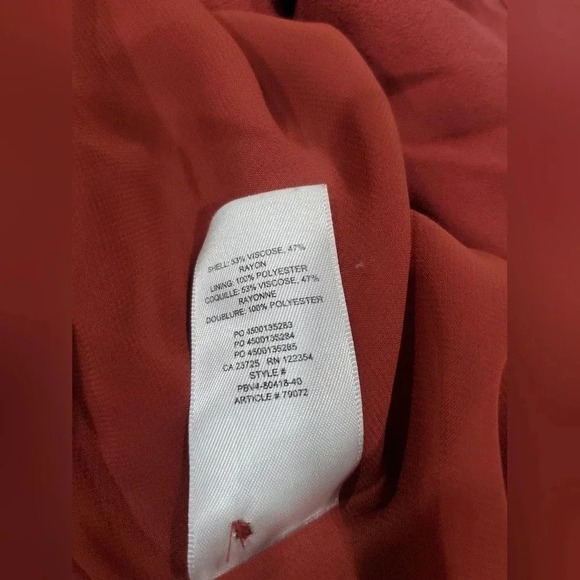 SHELL: 53% VISCOSE, 47%
RAYON
LINING: 100% POLYESTER
COQUILLE: 53% VISCOSE, 47%
RAYONNE
DOUBLURE: 100% POLYESTER
PO 4500135283
PO 4500135284
PO 4500135285
CA 23725 RN 122354
STYLE #
PBV4-80418-40
ARTICLE # 79072